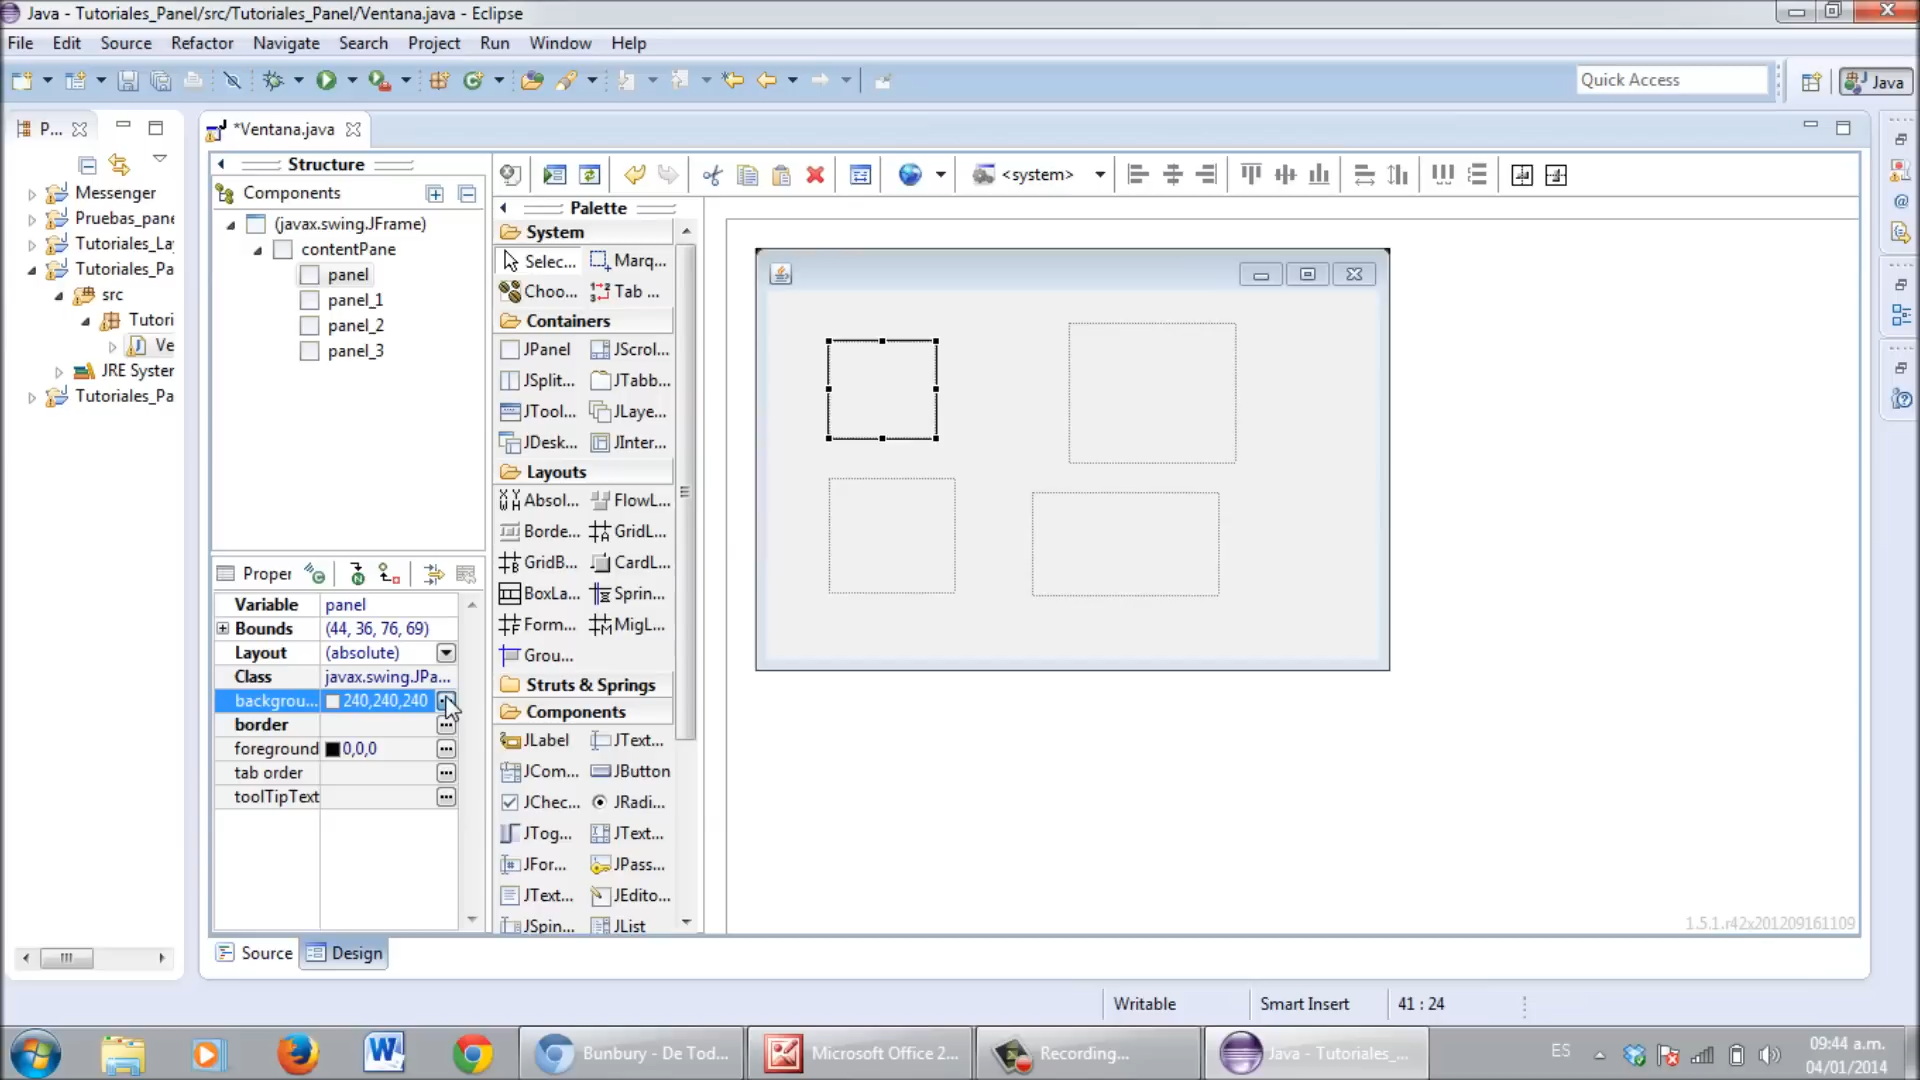 Java - Tutoriales_Panel/src/Tutoriales_Panel/Ventana.java - Eclipse
File Edit Source Refactor Navigate Search Project Run Window Help
Quick Access
Java
P...
*Ventana.java
Structure
Components
(javax.swing.JFrame)
contentPane
panel
panel_1
panel_2
panel_3
Messenger
Pruebas_pane
Tutoriales_La
Tutoriales_Pa
src
Tutori
Ve
JRE Syster
Tutoriales_Pa
<system>
Palette
System
Selec... Marq...
Choo... Tab ...
Containers
JPanel JScrol...
JSplit... JTabb...
JTool... JLaye...
JDesk... JInter...
Layouts
Absol... FlowL...
Borde... GridL...
GridB... CardL...
BoxLa... Sprin...
Form... MigL...
Grou...
Struts & Springs
Components
JLabel JText...
JCom... JButton
JChec... JRadi...
JTog... JText...
JFor... JPass...
JText... JEdito...
JSpin... JList
Proper
Variable panel
Bounds (44, 36, 76, 69)
Layout (absolute)
Class javax.swing.JPa...
backgrou... 240,240,240
border
foreground 0,0,0
tab order
toolTipText
1.5.1.r42x201209161109
Source Design
Writable Smart Insert 41 : 24
Bunbury - De Tod...
Microsoft Office 2...
Recording...
Java - Tutoriales_...
ES
09:44 a.m.
04/01/2014